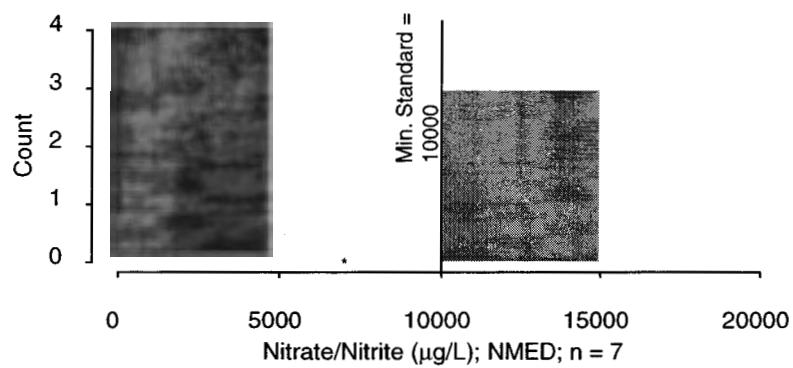 4
3
2
1
0
Count
Min. Standard =
10000
*
0 5000 10000 15000 20000
Nitrate/Nitrite (µg/L); NMED; n = 7